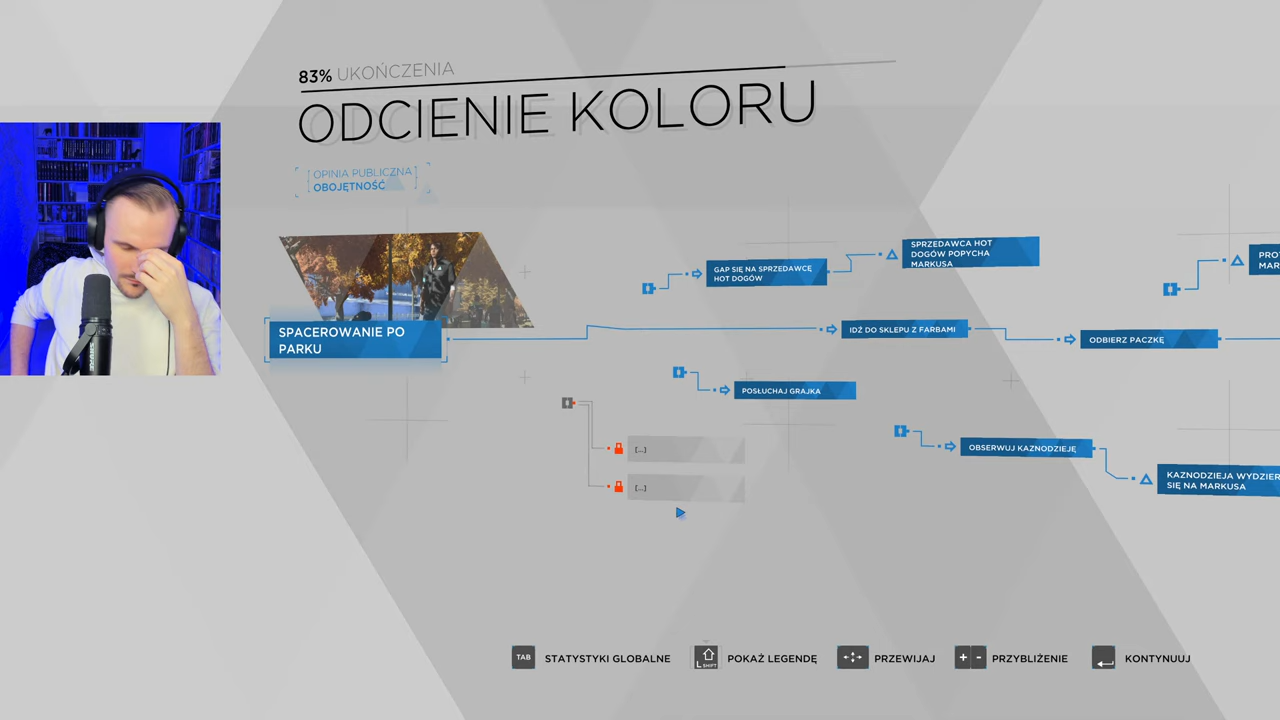 83% UKOŃCZENIA
ODCIENIE KOLORU
OPINIA PUBLICZNA
OBOJĘTNOŚĆ
SPACEROWANIE PO
PARKU
GAP SIĘ NA SPRZEDAWCĘ
HOT DOGÓW
SPRZEDAWCA HOT
DOGÓW POPYCHA
MARKUSA
IDŹ DO SKLEPU Z FARBAMI
ODBIERZ PACZKĘ
POSŁUCHAJ GRAJKA
[...]
[...]
OBSERWUJ KAZNODZIEJĘ
KAZNODZIEJA WYDZIER
SIĘ NA MARKUSA
PRO
MAR
TAB STATYSTYKI GLOBALNE
L SHIFT POKAŻ LEGENDĘ
PRZEWIJAJ
+ - PRZYBLIŻENIE
KONTYNUUJ